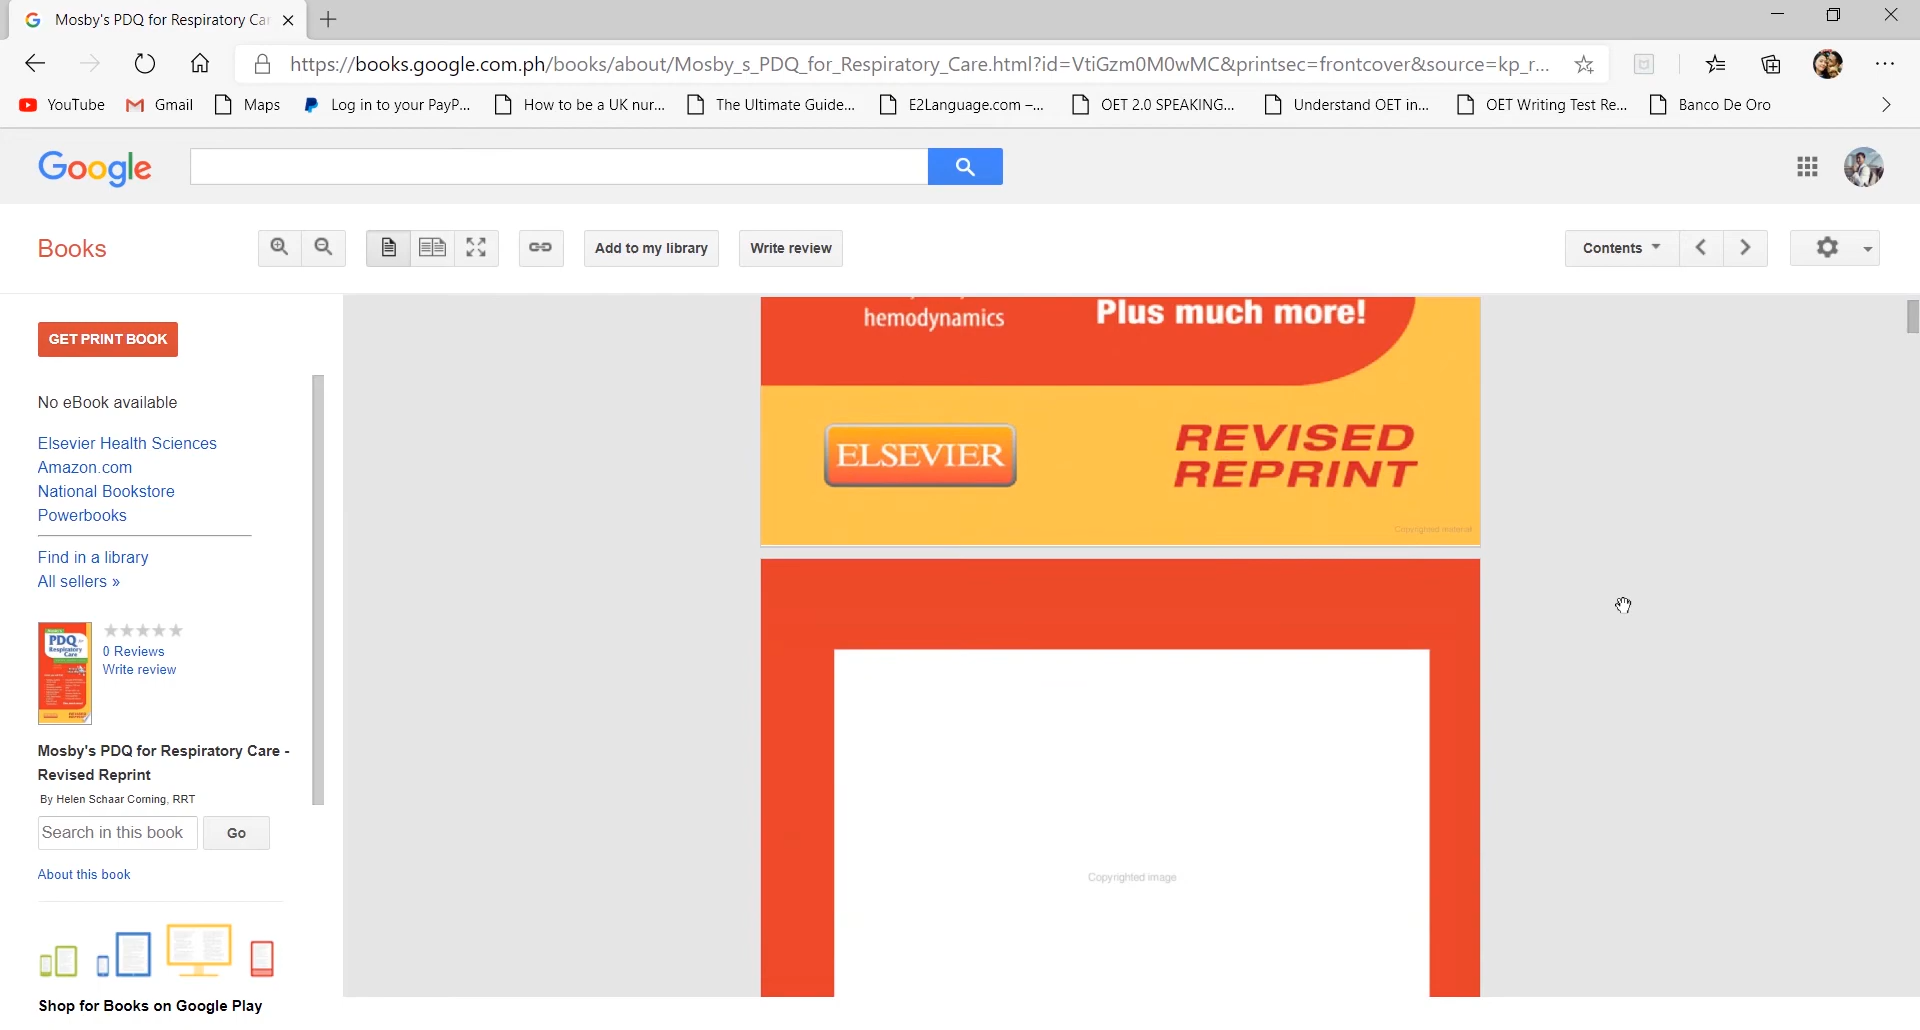 Mosby's PDQ for Respiratory Car
https://books.google.com.ph/books/about/Mosby_s_PDQ_for_Respiratory_Care.html?id=VtiGzm0M0wMC&printsec=frontcover&source=kp_r...
YouTube Gmail Maps Log in to your PayP... How to be a UK nur... The Ultimate Guide... E2Language.com –... OET 2.0 SPEAKING... Understand OET in... OET Writing Test Re... Banco De Oro
Google
Books Add to my library Write review Contents
GET PRINT BOOK
No eBook available
Elsevier Health Sciences
Amazon.com
National Bookstore
Powerbooks
Find in a library
All sellers »
PDQ for
Respiratory
Care
0 Reviews
Write review
Mosby's PDQ for Respiratory Care -
Revised Reprint
By Helen Schaar Corning, RRT
Search in this book Go
About this book
Shop for Books on Google Play
hemodynamics
Plus much more!
ELSEVIER
REVISED
REPRINT
Copyrighted material
Copyrighted image